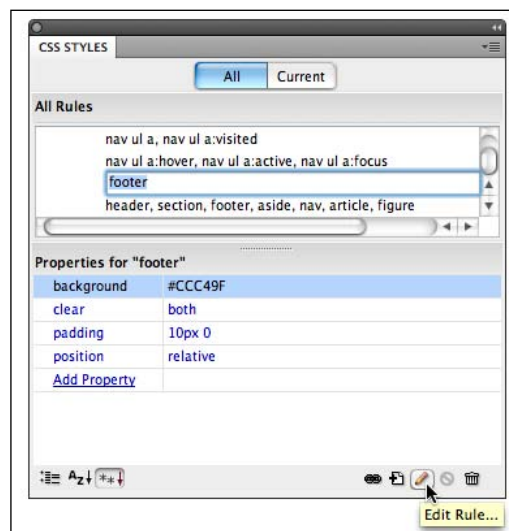 CSS STYLES
All Current
All Rules
nav ul a, nav ul a:visited
nav ul a:hover, nav ul a:active, nav ul a:focus
footer
header, section, footer, aside, nav, article, figure
Properties for "footer"
background #CCC49F
clear both
padding 10px 0
position relative
Add Property
Edit Rule...